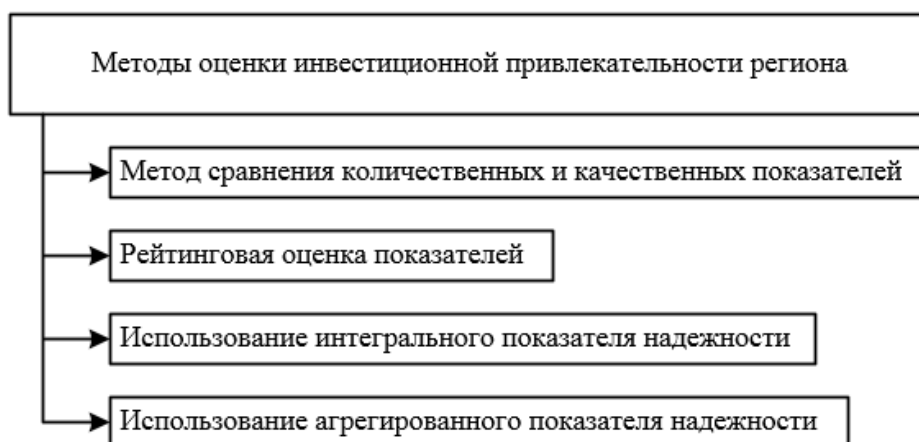 Методы оценки инвестиционной привлекательности региона
Метод сравнения количественных и качественных показателей
Рейтинговая оценка показателей
Использование интегрального показателя надежности
Использование агрегированного показателя надежности